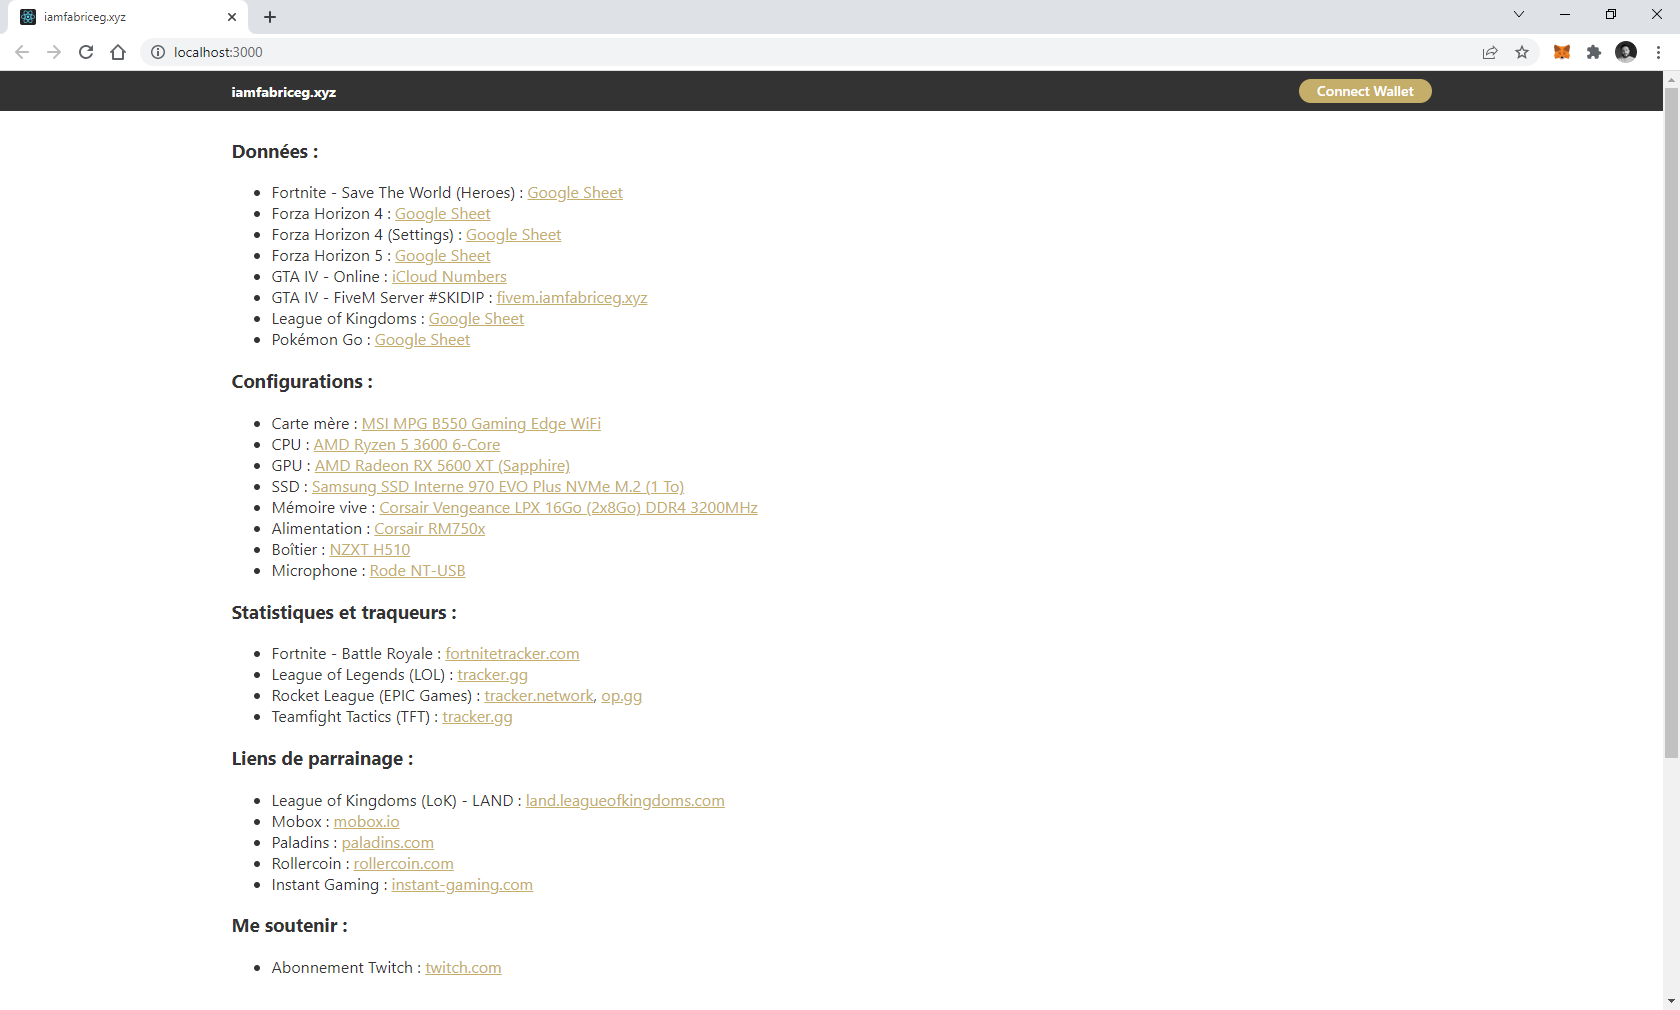 iamfabriceg.xyz
localhost:3000
iamfabriceg.xyz
Connect Wallet
Données :
Fortnite - Save The World (Heroes) : Google Sheet
Forza Horizon 4 : Google Sheet
Forza Horizon 4 (Settings) : Google Sheet
Forza Horizon 5 : Google Sheet
GTA IV - Online : iCloud Numbers
GTA IV - FiveM Server #SKIDIP : fivem.iamfabriceg.xyz
League of Kingdoms : Google Sheet
Pokémon Go : Google Sheet
Configurations :
Carte mère : MSI MPG B550 Gaming Edge WiFi
CPU : AMD Ryzen 5 3600 6-Core
GPU : AMD Radeon RX 5600 XT (Sapphire)
SSD : Samsung SSD Interne 970 EVO Plus NVMe M.2 (1 To)
Mémoire vive : Corsair Vengeance LPX 16Go (2x8Go) DDR4 3200MHz
Alimentation : Corsair RM750x
Boîtier : NZXT H510
Microphone : Rode NT-USB
Statistiques et traqueurs :
Fortnite - Battle Royale : fortnitetracker.com
League of Legends (LOL) : tracker.gg
Rocket League (EPIC Games) : tracker.network, op.gg
Teamfight Tactics (TFT) : tracker.gg
Liens de parrainage :
League of Kingdoms (LoK) - LAND : land.leagueofkingdoms.com
Mobox : mobox.io
Paladins : paladins.com
Rollercoin : rollercoin.com
Instant Gaming : instant-gaming.com
Me soutenir :
Abonnement Twitch : twitch.com